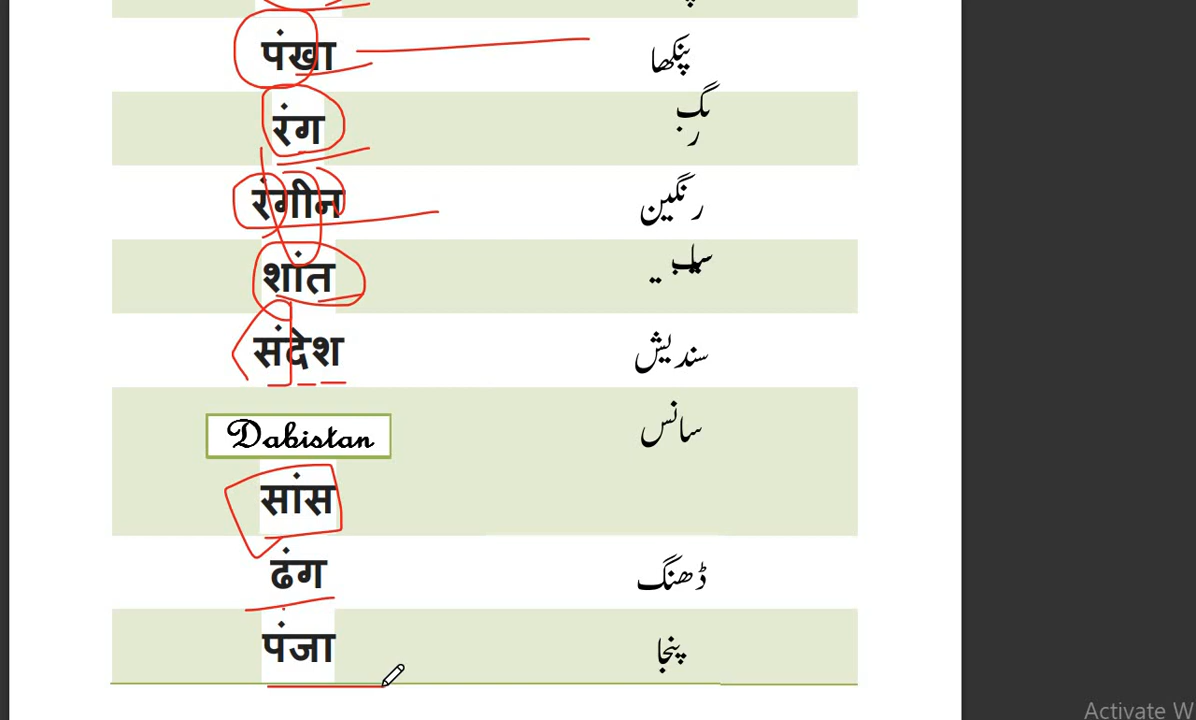 पंखा پنکھا
रंग
रंगीन رنگین
शांत
संदेश سندیش
سانس
Dabistan
सांस
ढंग ڈھنگ
पंजा پنجا
Activate W